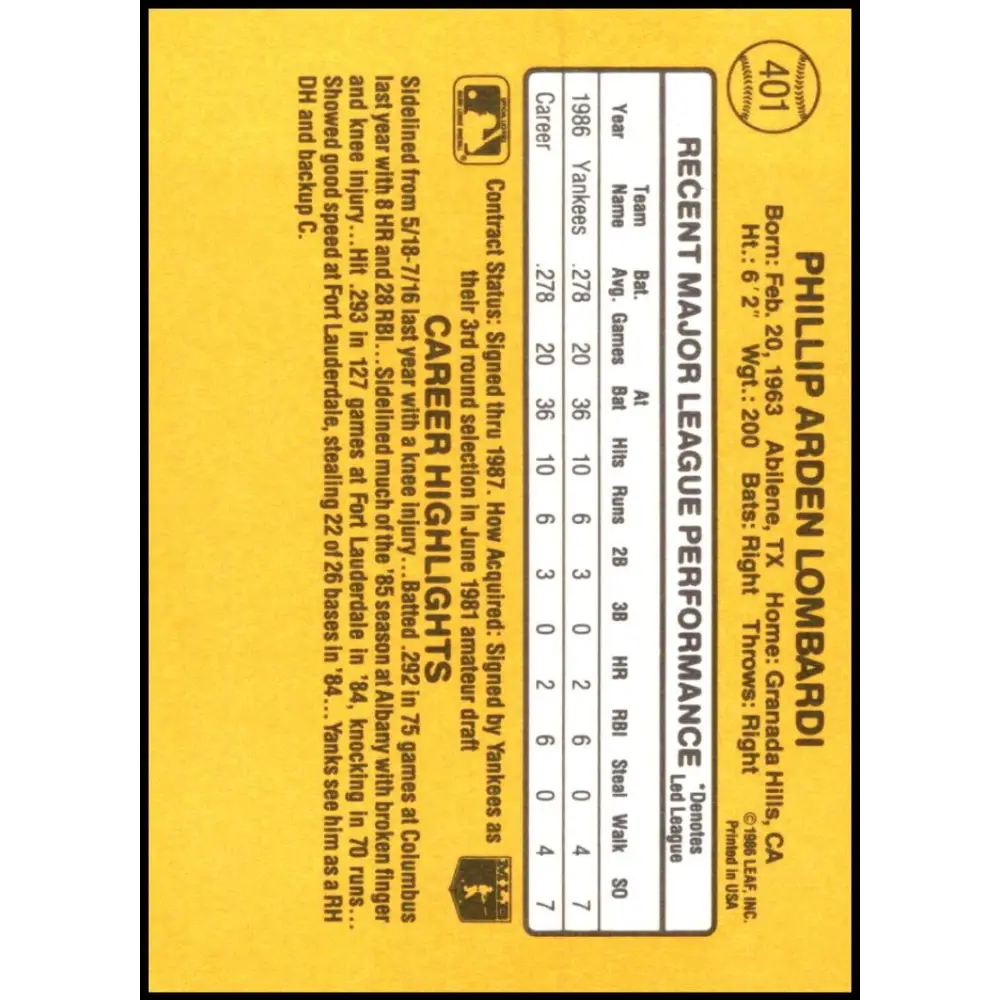 401
PHILLIP ARDEN LOMBARDI
Born: Feb. 20, 1963 Abilene, TX Home: Granada Hills, CA
Ht.: 6'2" Wgt.: 200 Bats: Right Throws: Right
©1986 LEAF, INC.
Printed in USA
RECENT MAJOR LEAGUE PERFORMANCE
*Denotes
Led League
Year Team Name Bat. Avg. Games At Bat Hits Runs 2B 3B HR RBI Steal Walk SO
1986 Yankees .278 20 36 10 6 3 0 2 6 0 4 7
Career .278 20 36 10 6 3 0 2 6 0 4 7
Contract Status: Signed thru 1987. How Acquired: Signed by Yankees as
their 3rd round selection in June 1981 amateur draft
MLB
CAREER HIGHLIGHTS
Sidelined from 5/18-7/16 last year with a knee injury...Batted .292 in 75 games at Columbus
last year with 8 HR and 28 RBI...Sidelined much of the '85 season at Albany with broken finger
and knee injury...Hit .293 in 127 games at Fort Lauderdale in '84, knocking in 70 runs...
Showed good speed at Fort Lauderdale, stealing 22 of 26 bases in '84...Yanks see him as a RH
DH and backup C.